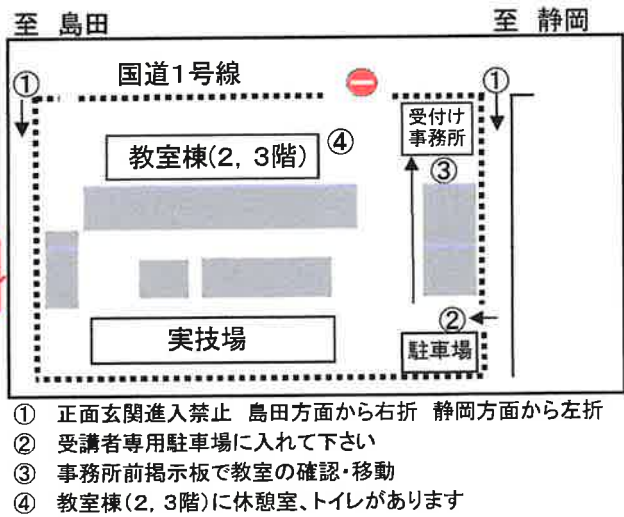 至 島田
至 静岡
国道1号線
①
①
受付け
事務所
教室棟(2, 3階)
④
③
②
実技場
駐車場
① 正面玄関進入禁止 島田方面から右折 静岡方面から左折
② 受講者専用駐車場に入れて下さい
③ 事務所前掲示板で教室の確認・移動
④ 教室棟(2, 3階)に休憩室、トイレがあります